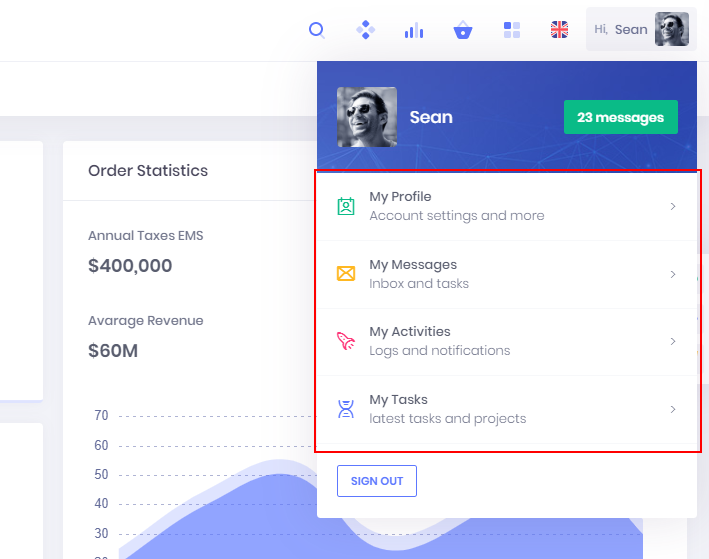 Hi, Sean
Sean
23 messages
Order Statistics
My Profile
Account settings and more
Annual Taxes EMS
$400,000
My Messages
Inbox and tasks
Avarage Revenue
$60M
My Activities
Logs and notifications
My Tasks
latest tasks and projects
SIGN OUT
70
60
50
40
30